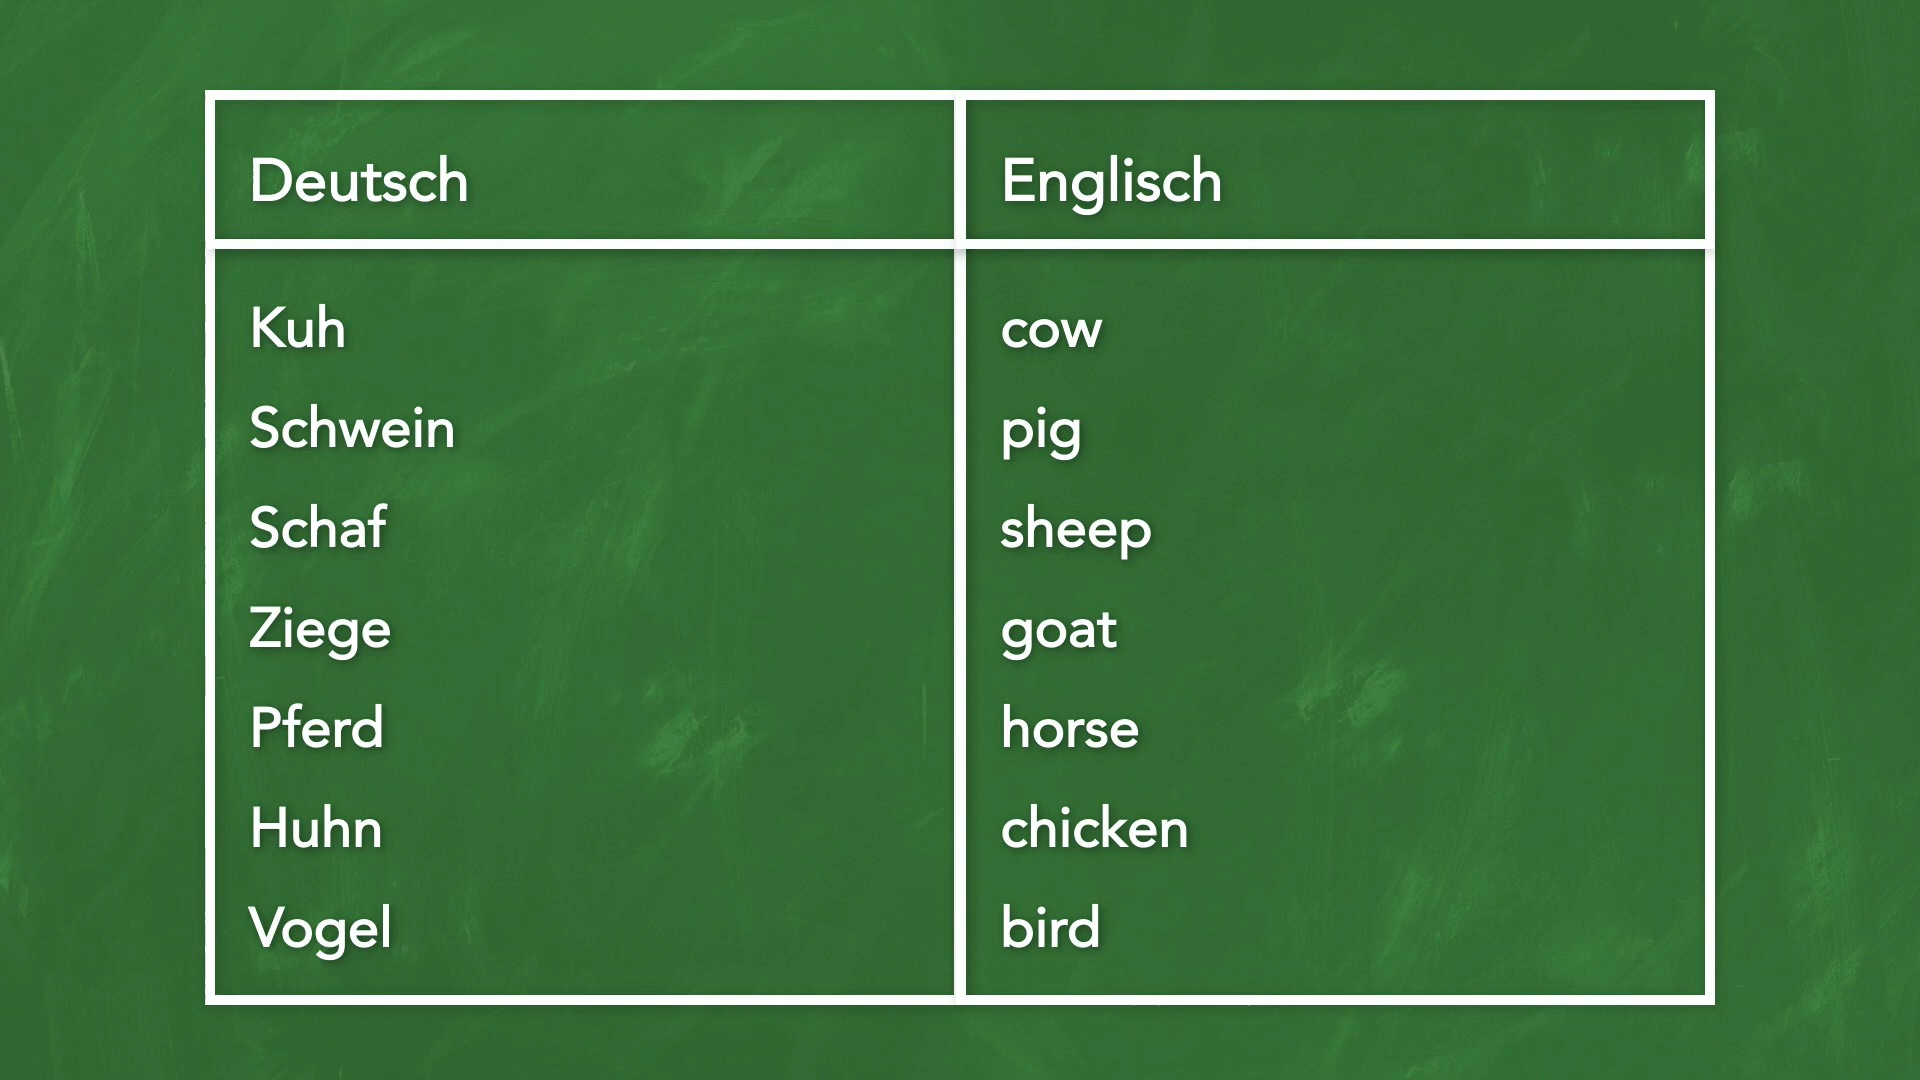 Deutsch Englisch
Kuh cow
Schwein pig
Schaf sheep
Ziege goat
Pferd horse
Huhn chicken
Vogel bird